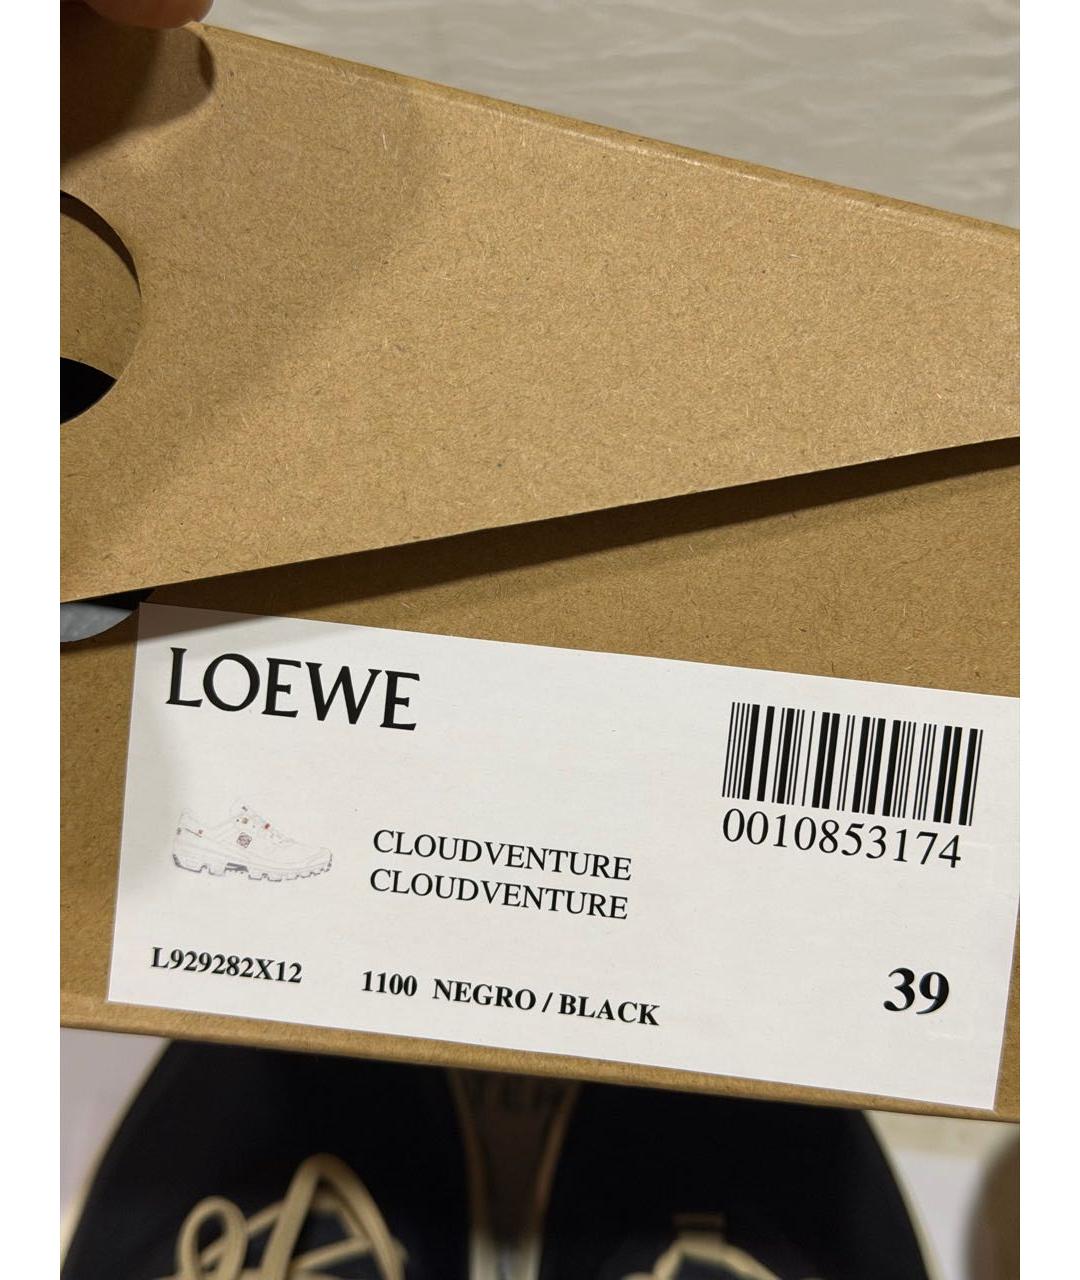 LOEWE
0010853174
CLOUDVENTURE
CLOUDVENTURE
L929282X12 1100 NEGRO / BLACK
39